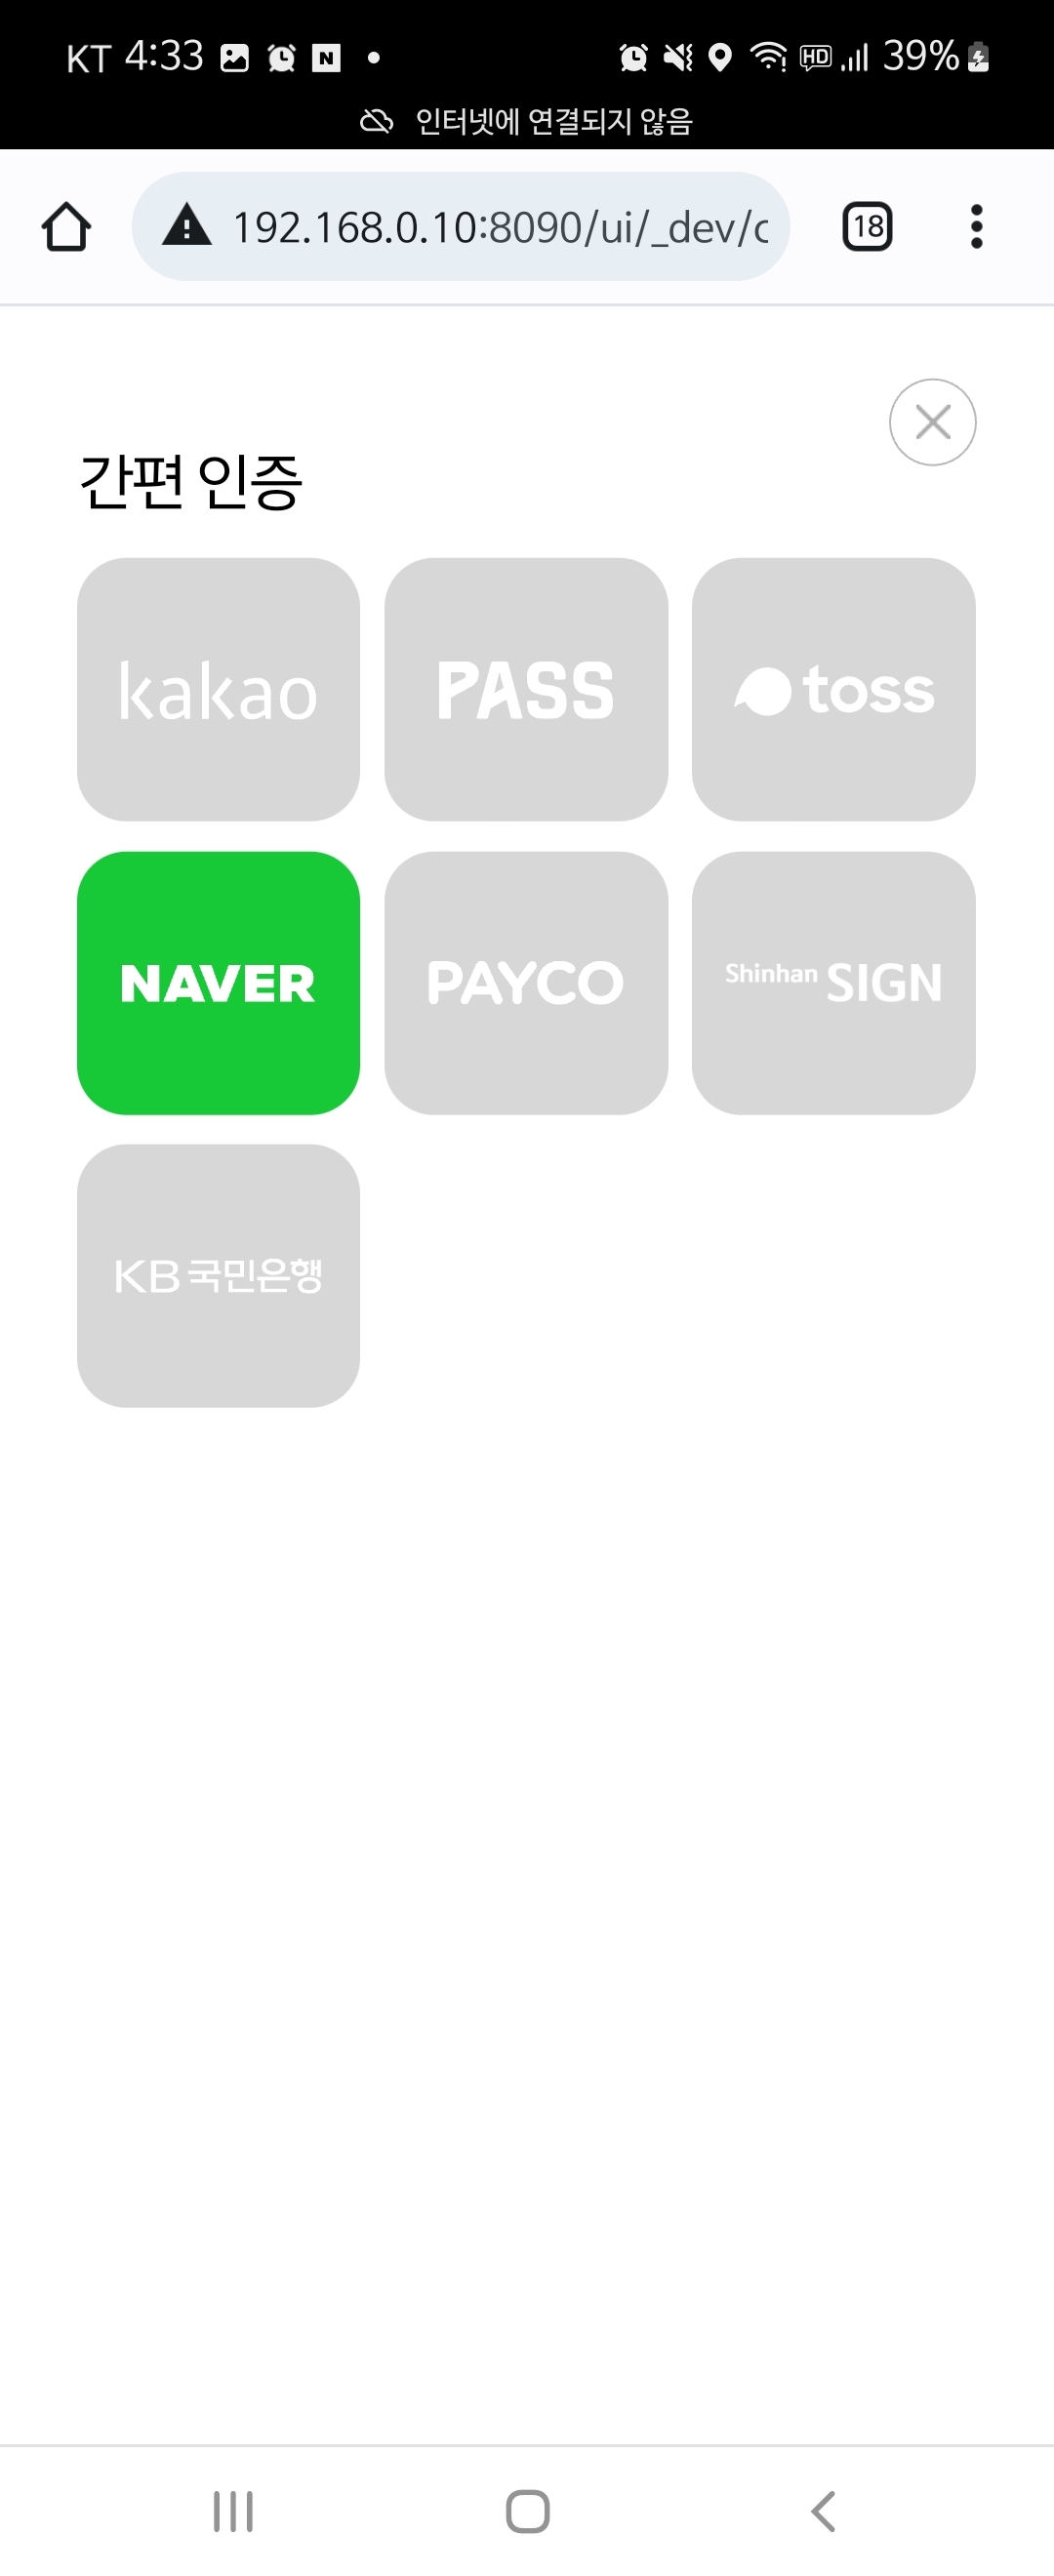 KT 4:33 N HD 39%
인터넷에 연결되지 않음
192.168.0.10:8090/ui/_dev/c 18
간편 인증
kakao PASS toss
NAVER PAYCO Shinhan SIGN
KB 국민은행